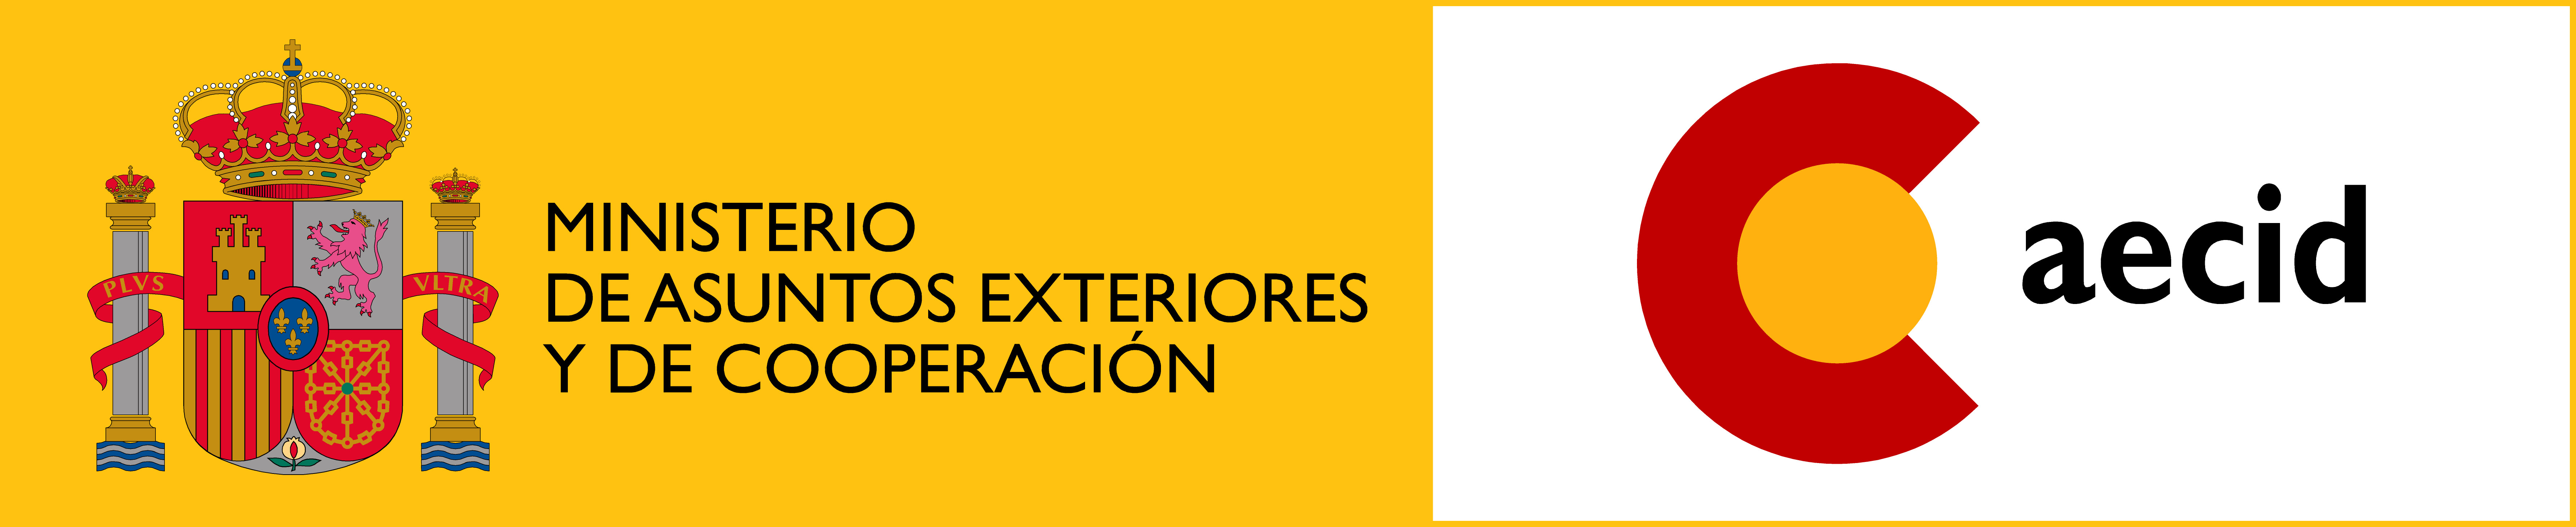 PLVS VLTRA
MINISTERIO
DE ASUNTOS EXTERIORES
Y DE COOPERACIÓN
aecid